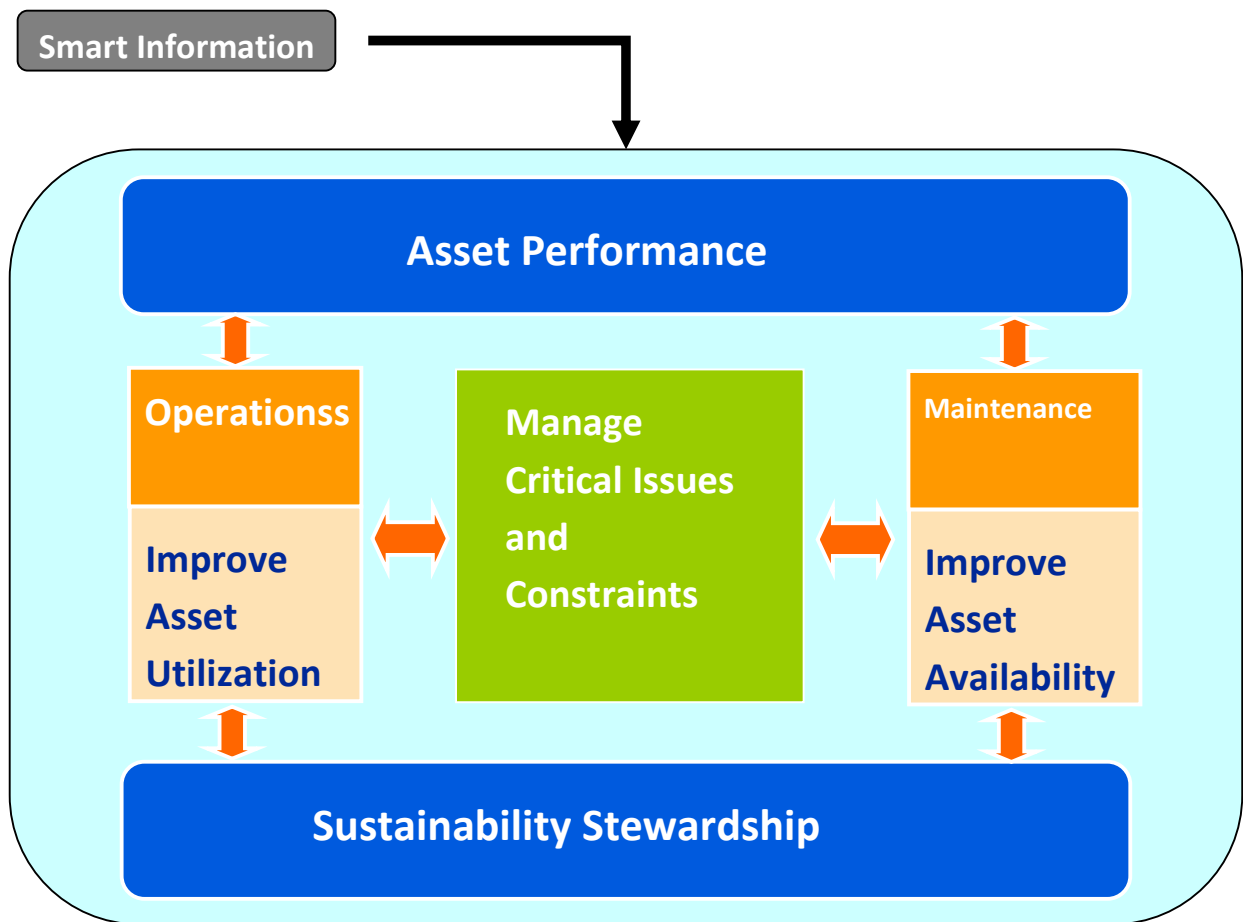 Smart Information
Asset Performance
Operationss
Improve
Asset
Utilization
Manage
Critical Issues
and
Constraints
Maintenance
Improve
Asset
Availability
Sustainability Stewardship